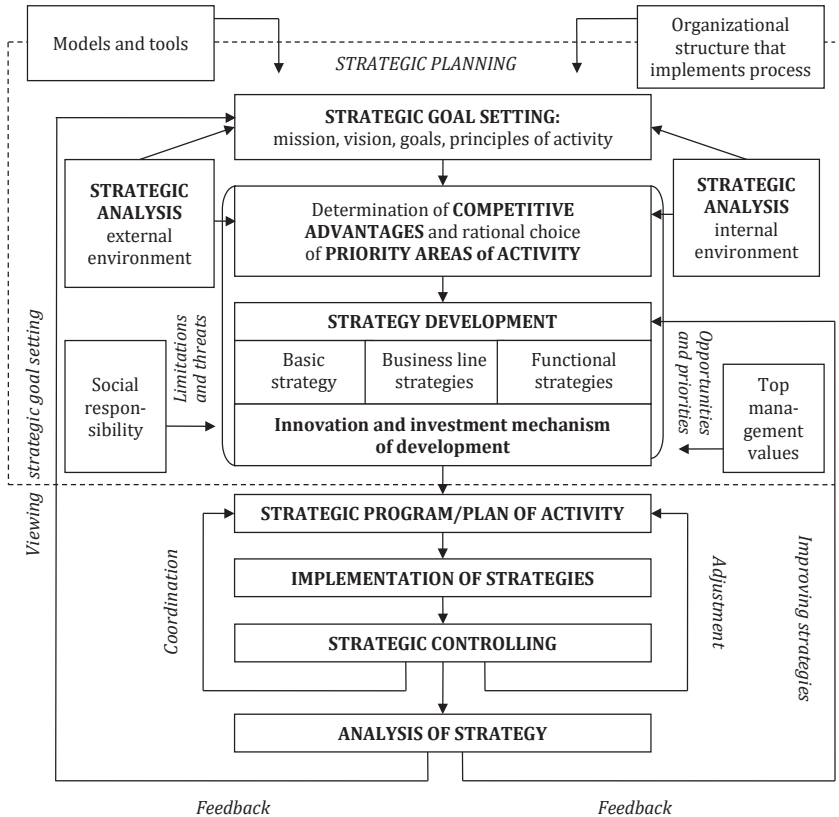 Models and tools
Organizational
structure that
implements process
STRATEGIC PLANNING
STRATEGIC GOAL SETTING:
mission, vision, goals, principles of activity
STRATEGIC
ANALYSIS
external
environment
Determination of COMPETITIVE
ADVANTAGES and rational choice
of PRIORITY AREAS of ACTIVITY
STRATEGIC
ANALYSIS
internal
environment
STRATEGY DEVELOPMENT
Basic
strategy
Business line
strategies
Functional
strategies
Innovation and investment mechanism
of development
Social
respon-
sibility
Limitations
and threats
Opportunities
and priorities
Top
mana-
gement
values
Viewing strategic goal setting
STRATEGIC PROGRAM/PLAN OF ACTIVITY
IMPLEMENTATION OF STRATEGIES
STRATEGIC CONTROLLING
Coordination
Adjustment
Improving strategies
ANALYSIS OF STRATEGY
Feedback
Feedback